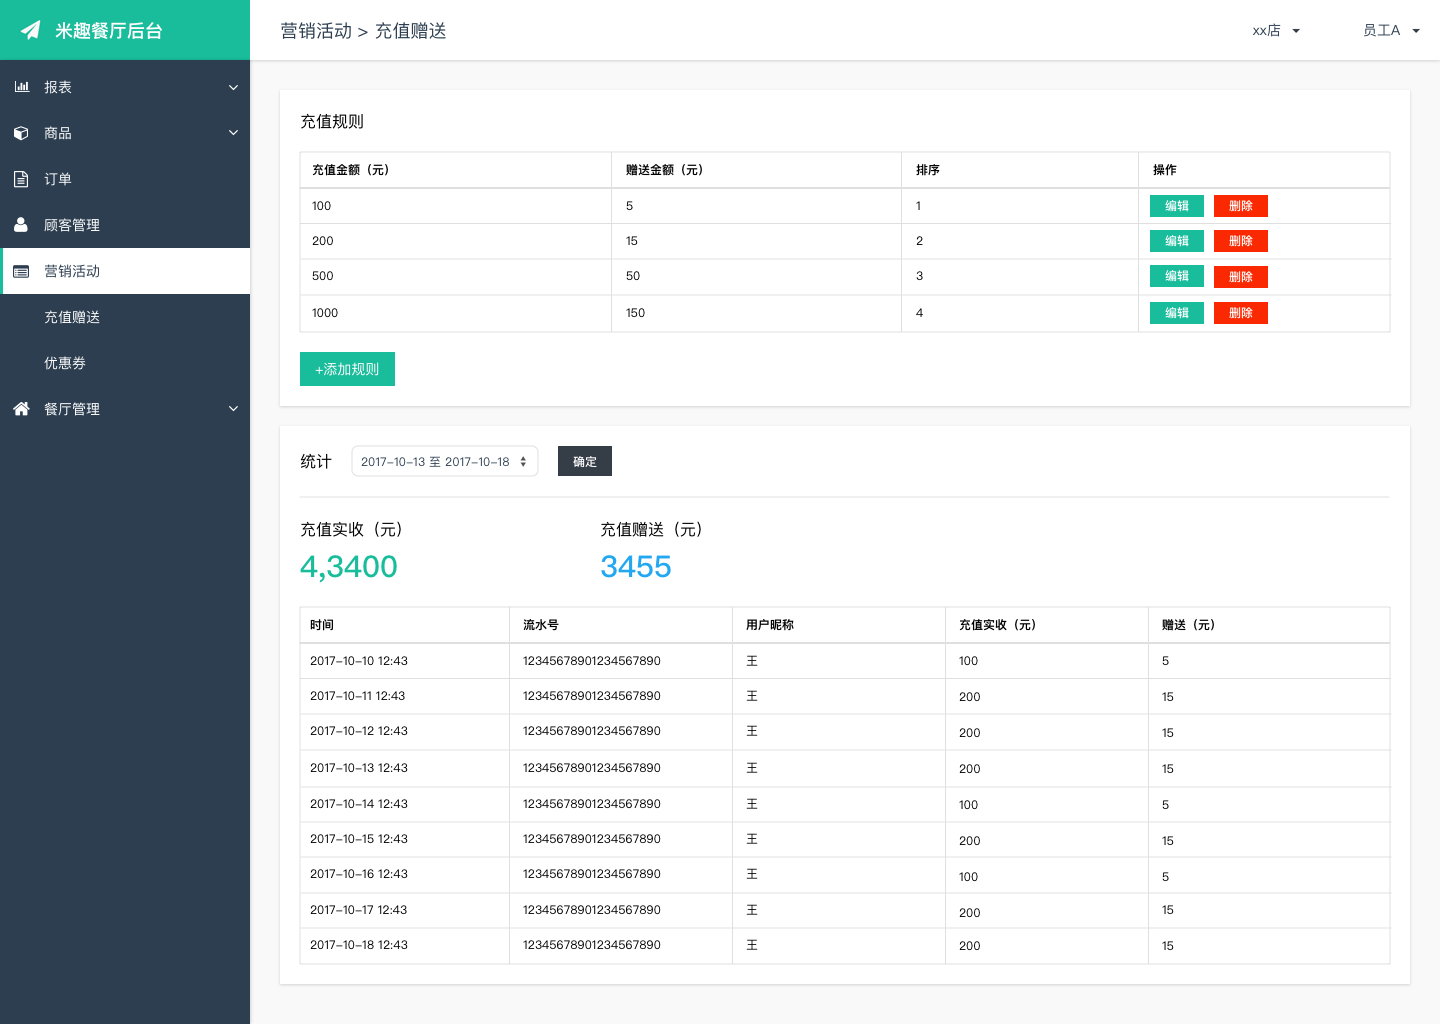 米趣餐厅后台
营销活动 > 充值赠送
xx店
员工A
报表
商品
订单
顾客管理
营销活动
充值赠送
优惠券
餐厅管理
充值规则
充值金额（元） 赠送金额（元） 排序 操作
100 5 1 编辑 删除
200 15 2 编辑 删除
500 50 3 编辑 删除
1000 150 4 编辑 删除
+添加规则
统计 2017-10-13 至 2017-10-18 确定
充值实收（元） 充值赠送（元）
4,3400 3455
时间 流水号 用户昵称 充值实收（元） 赠送（元）
2017-10-10 12:43 12345678901234567890 王 100 5
2017-10-11 12:43 12345678901234567890 王 200 15
2017-10-12 12:43 12345678901234567890 王 200 15
2017-10-13 12:43 12345678901234567890 王 200 15
2017-10-14 12:43 12345678901234567890 王 100 5
2017-10-15 12:43 12345678901234567890 王 200 15
2017-10-16 12:43 12345678901234567890 王 100 5
2017-10-17 12:43 12345678901234567890 王 200 15
2017-10-18 12:43 12345678901234567890 王 200 15